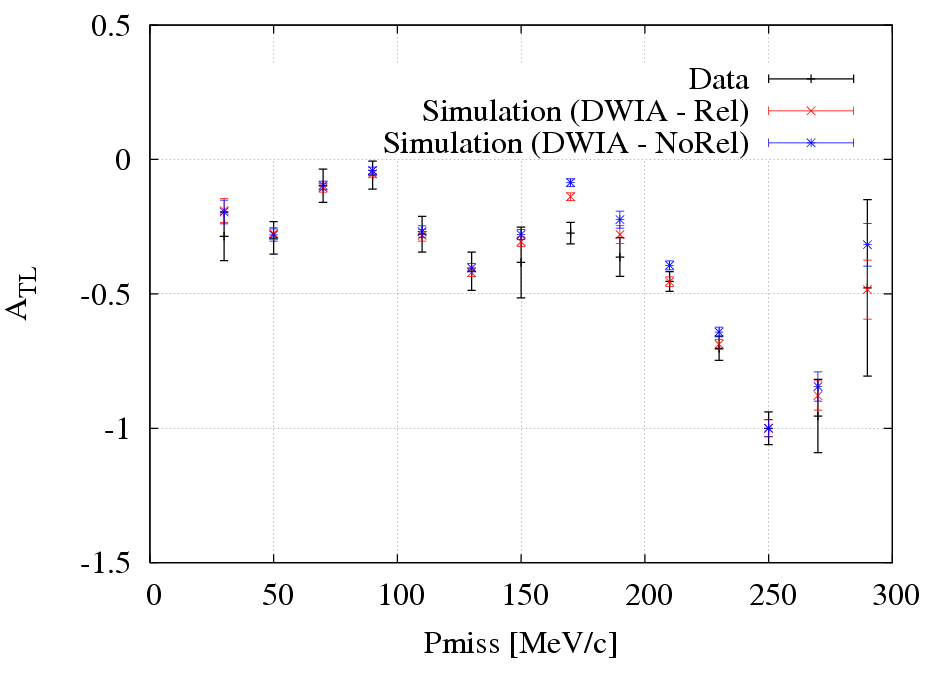 0.5
Data
Simulation (DWIA - Rel)
Simulation (DWIA - NoRel)
0
-0.5
-1
-1.5
A_TL
0 50 100 150 200 250 300
Pmiss [MeV/c]